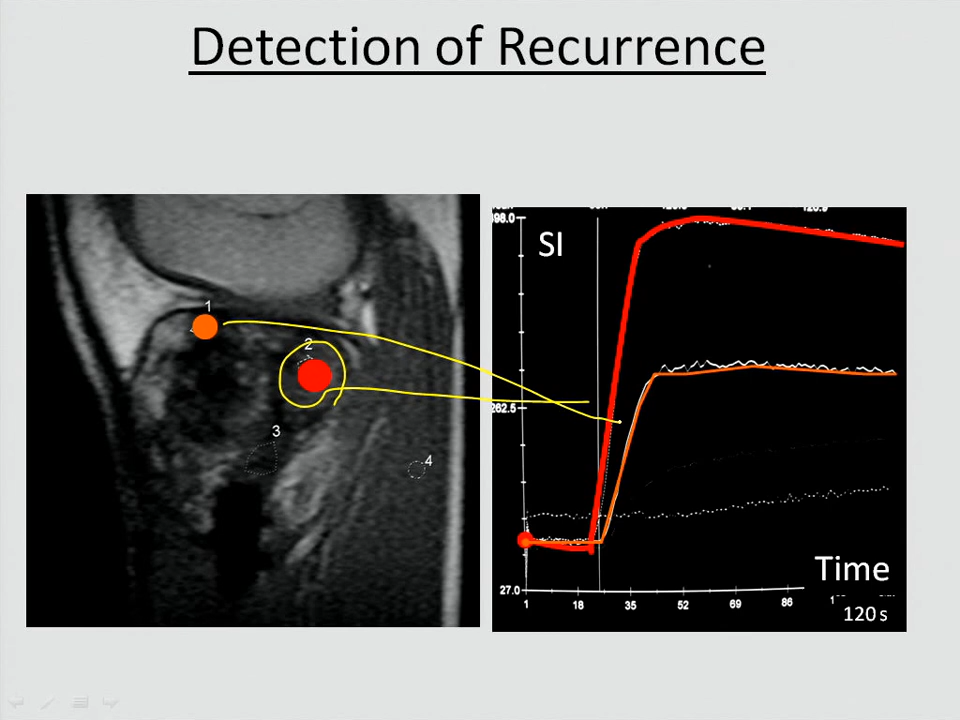 Detection of Recurrence
1
2
3
4
SI
398.0
262.5
27.0
1 18 35 52 69 86
Time
120 s